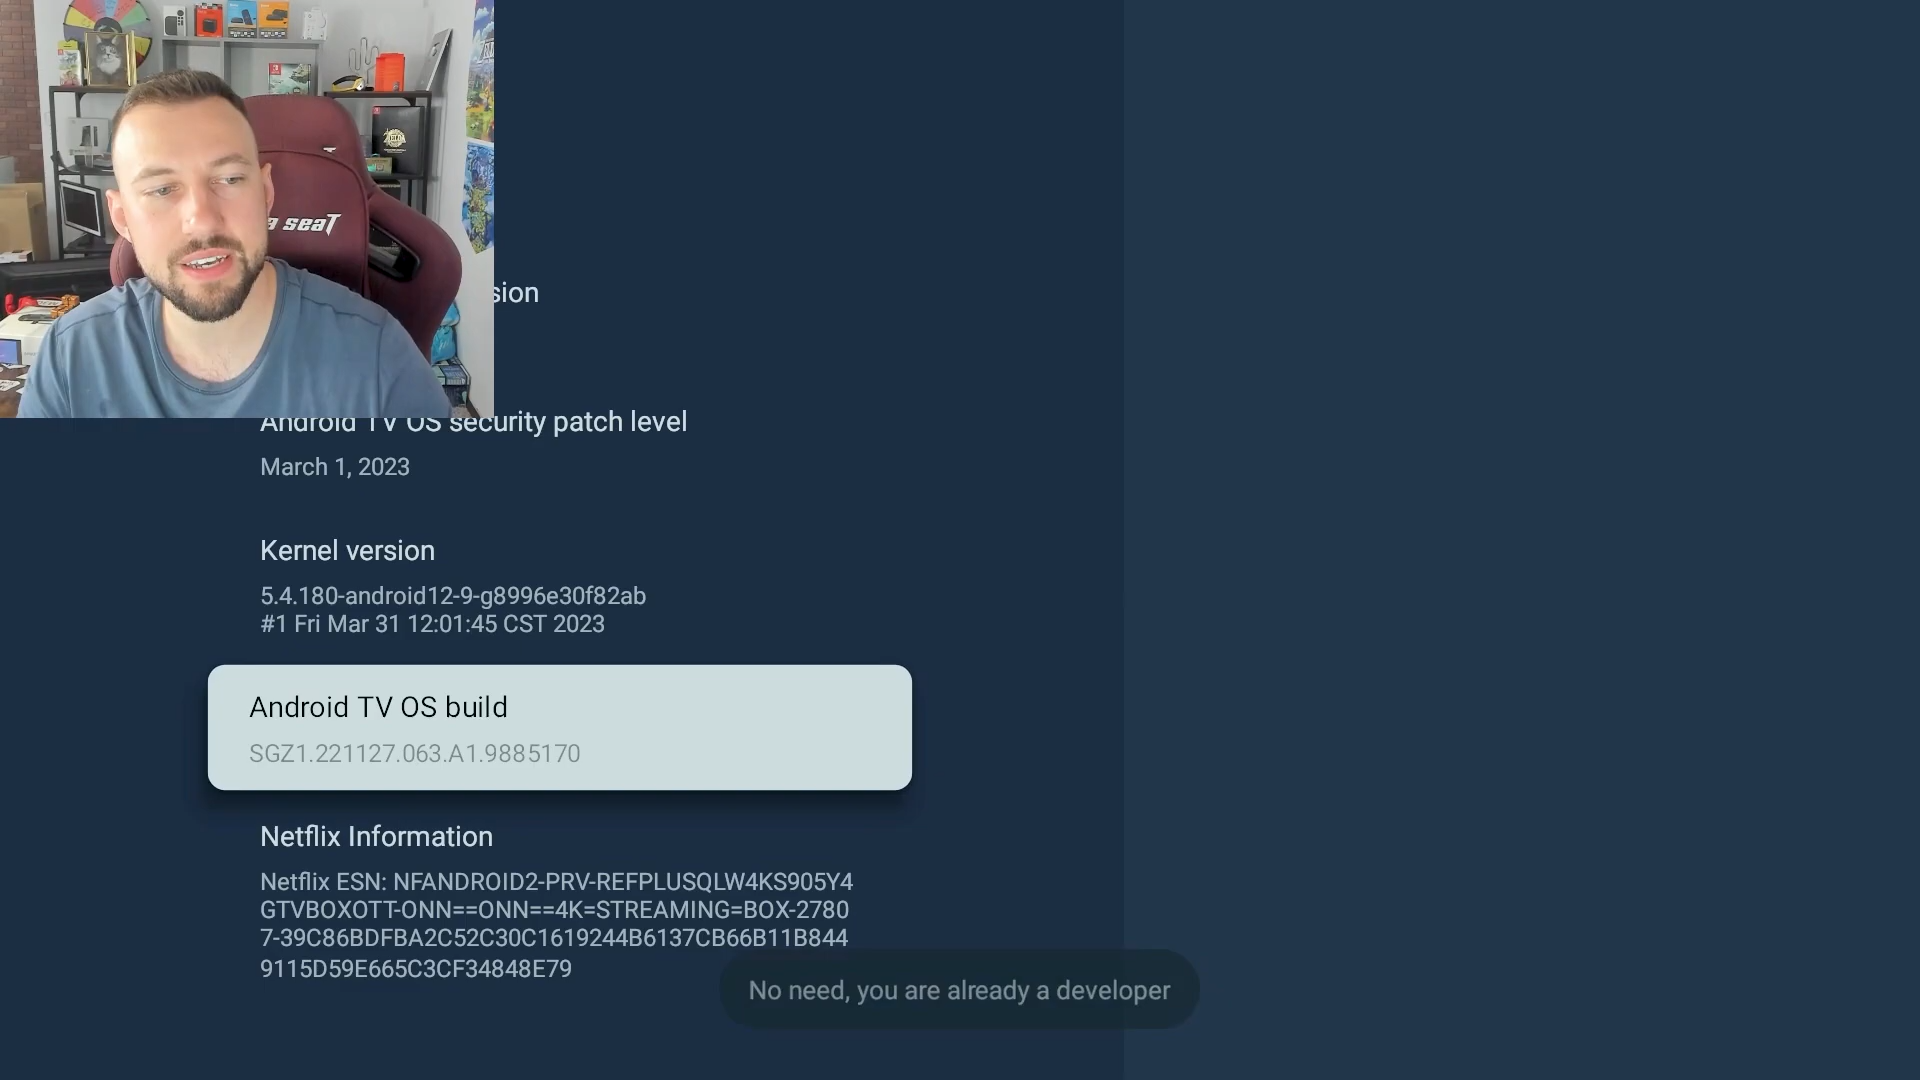 a seaT
ZELDA
sion
Android TV OS security patch level
March 1, 2023
Kernel version
5.4.180-android12-9-g8996e30f82ab
#1 Fri Mar 31 12:01:45 CST 2023
Android TV OS build
SGZ1.221127.063.A1.9885170
Netflix Information
Netflix ESN: NFANDROID2-PRV-REFPLUSQLW4KS905Y4
GTVBOXOTT-ONN==ONN==4K=STREAMING=BOX-2780
7-39C86BDFBA2C52C30C1619244B6137CB66B11B844
9115D59E665C3CF34848E79
No need, you are already a developer